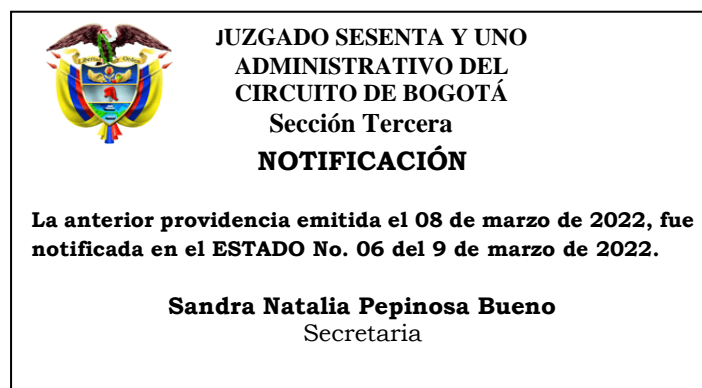 JUZGADO SESENTA Y UNO
ADMINISTRATIVO DEL
CIRCUITO DE BOGOTÁ
Sección Tercera
NOTIFICACIÓN
La anterior providencia emitida el 08 de marzo de 2022, fue
notificada en el ESTADO No. 06 del 9 de marzo de 2022.
Sandra Natalia Pepinosa Bueno
Secretaria